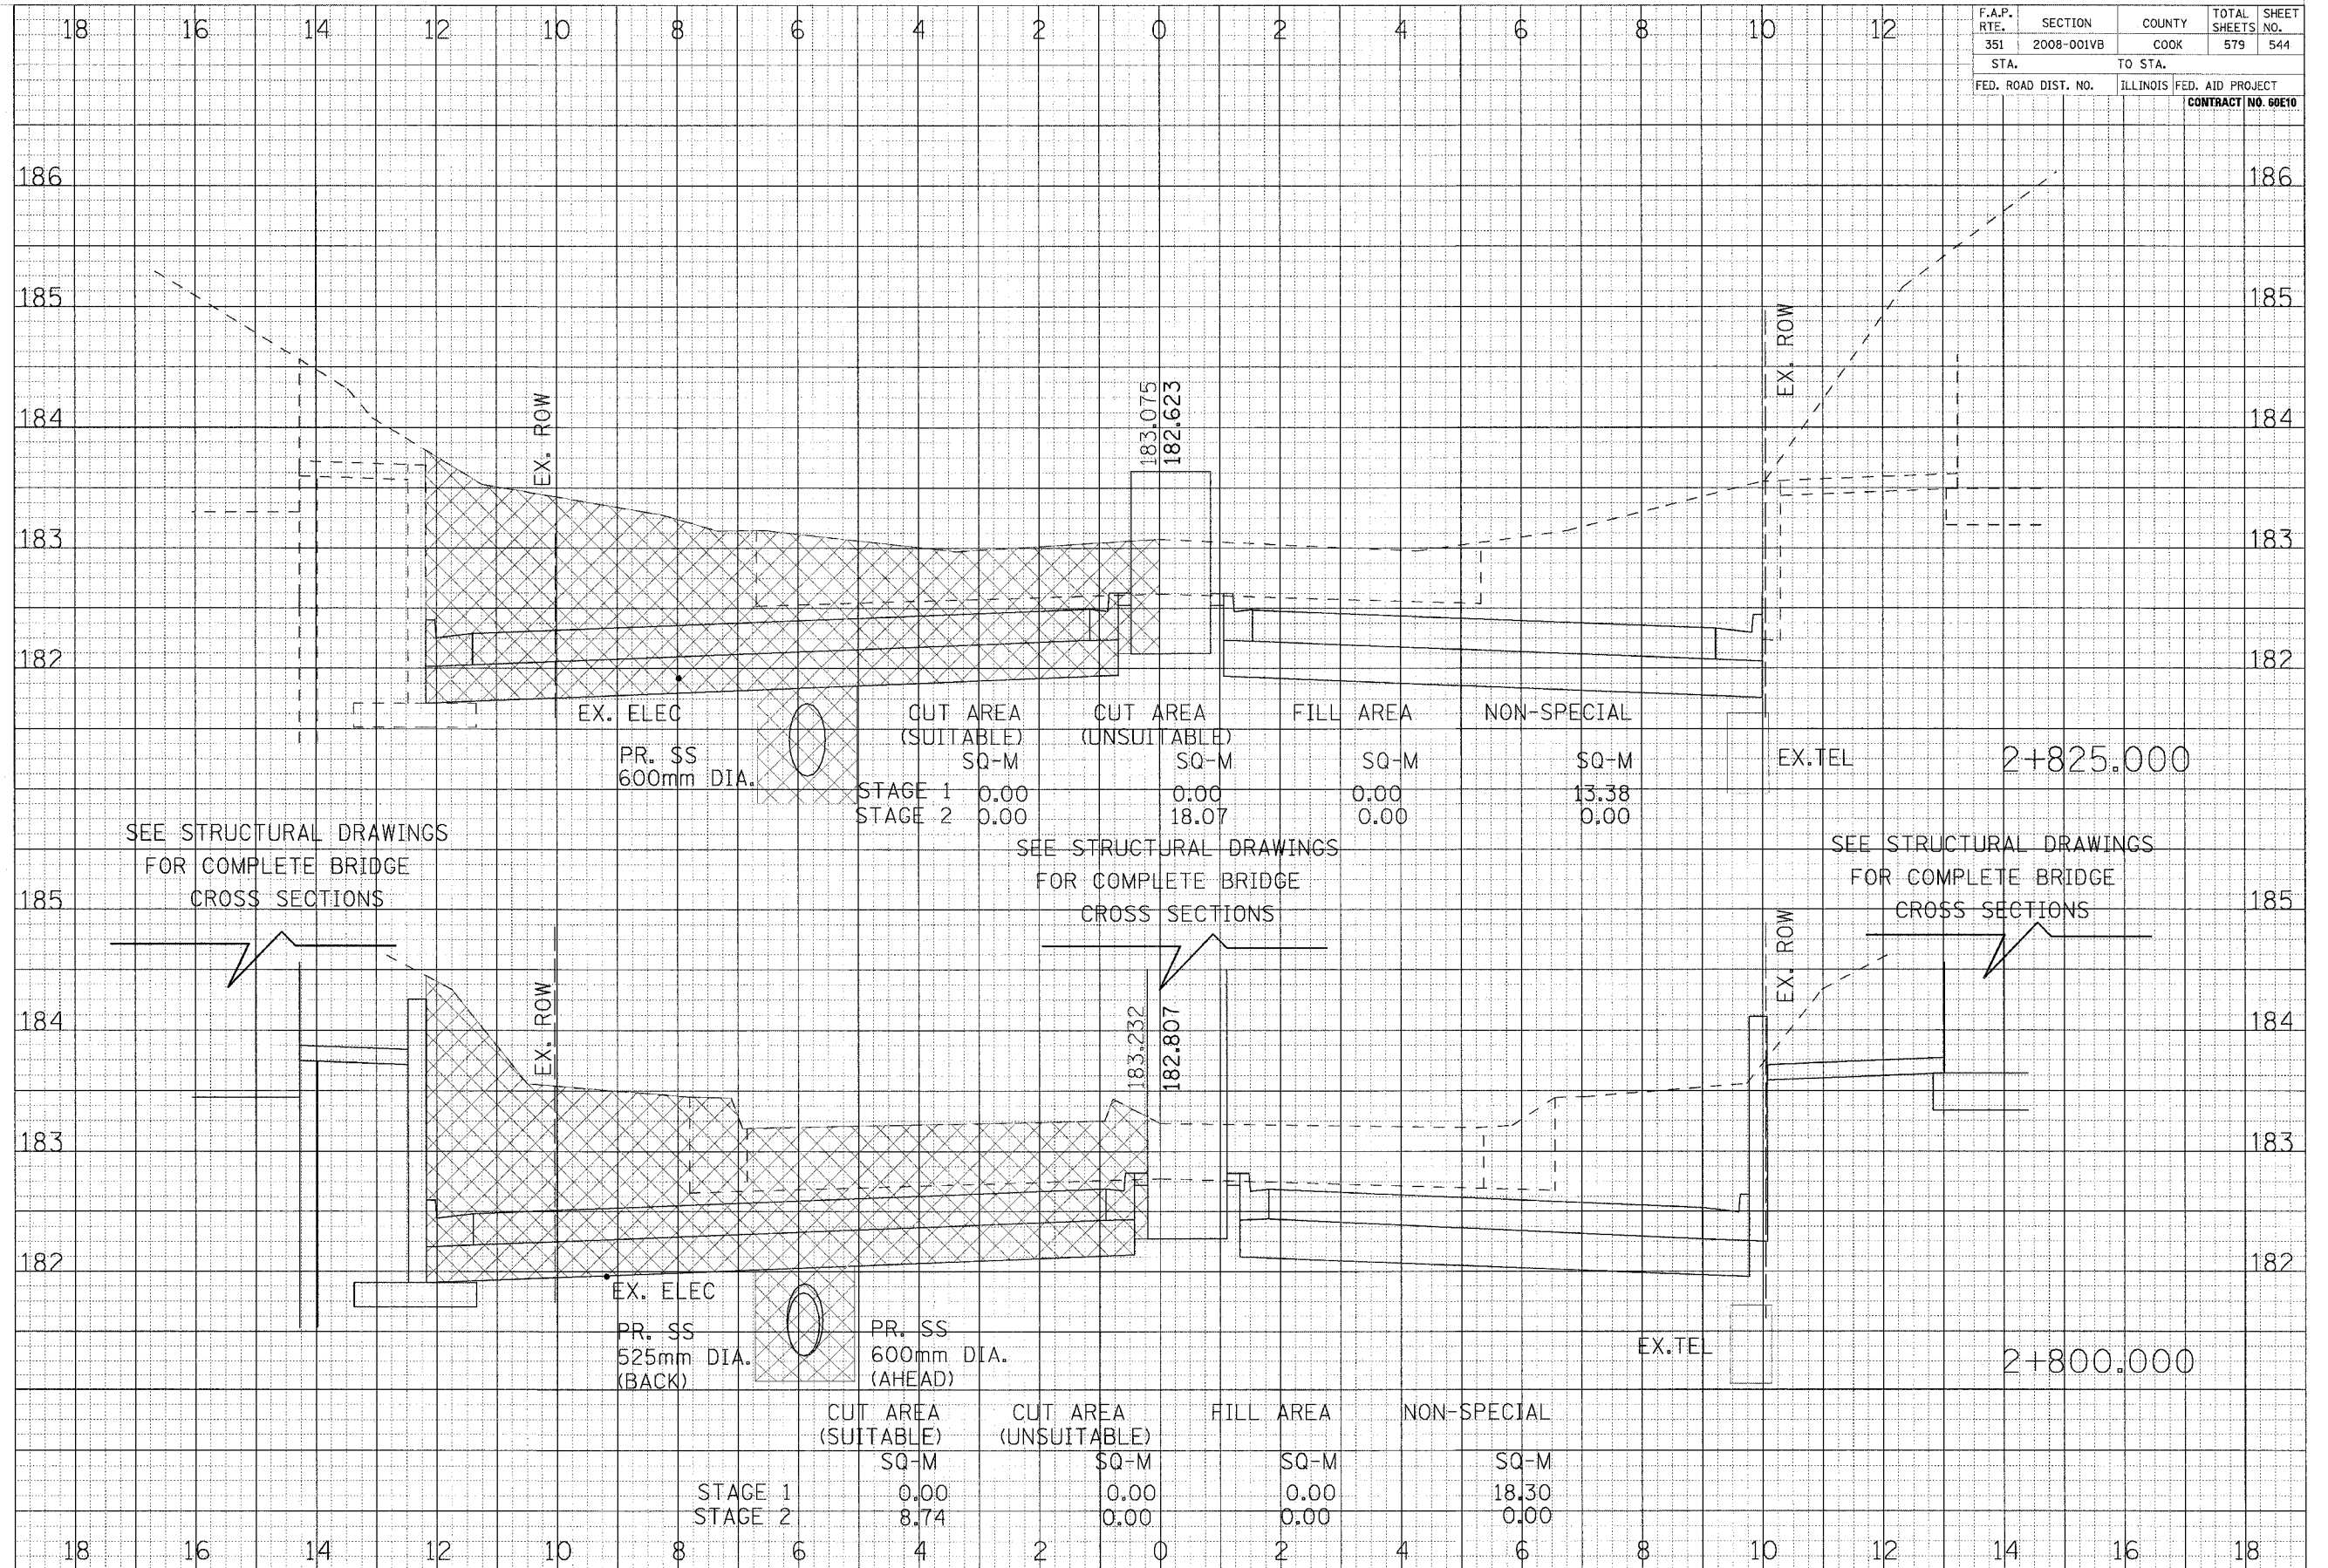 18 16 14 12 10 8 6 4 2 0 2 4 6 8 10 12
F.A.P. RTE. SECTION COUNTY TOTAL SHEETS SHEET NO.
351 2008-001VB COOK 579 544
STA. TO STA.
FED. ROAD DIST. NO. ILLINOIS FED. AID PROJECT
CONTRACT NO. 60E10
186 186
185 185
EX. ROW
184 184
EX. ROW
183.075
182.623
183 183
182 182
EX. ELEC
PR. SS
600mm DIA.
CUT AREA (SUITABLE) CUT AREA (UNSUITABLE) FILL AREA NON-SPECIAL
SQ-M SQ-M SQ-M SQ-M
STAGE 1 0.00 0.00 0.00 13.38
STAGE 2 0.00 18.07 0.00 0.00
EX.TEL
2+825.000
SEE STRUCTURAL DRAWINGS
FOR COMPLETE BRIDGE
CROSS SECTIONS
SEE STRUCTURAL DRAWINGS
FOR COMPLETE BRIDGE
CROSS SECTIONS
SEE STRUCTURAL DRAWINGS
FOR COMPLETE BRIDGE
CROSS SECTIONS
185 185
EX. ROW
184 184
EX. ROW
183.232
182.807
183 183
182 182
EX. ELEC
PR. SS
525mm DIA.
(BACK)
PR. SS
600mm DIA.
(AHEAD)
EX.TEL
2+800.000
CUT AREA (SUITABLE) CUT AREA (UNSUITABLE) FILL AREA NON-SPECIAL
SQ-M SQ-M SQ-M SQ-M
STAGE 1 0.00 0.00 0.00 18.30
STAGE 2 8.74 0.00 0.00 0.00
18 16 14 12 10 8 6 4 2 0 2 4 6 8 10 12 14 16 18